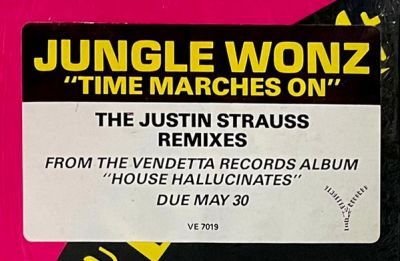 JUNGLE WONZ
"TIME MARCHES ON"
THE JUSTIN STRAUSS
REMIXES
FROM THE VENDETTA RECORDS ALBUM
"HOUSE HALLUCINATES"
DUE MAY 30
VE 7019